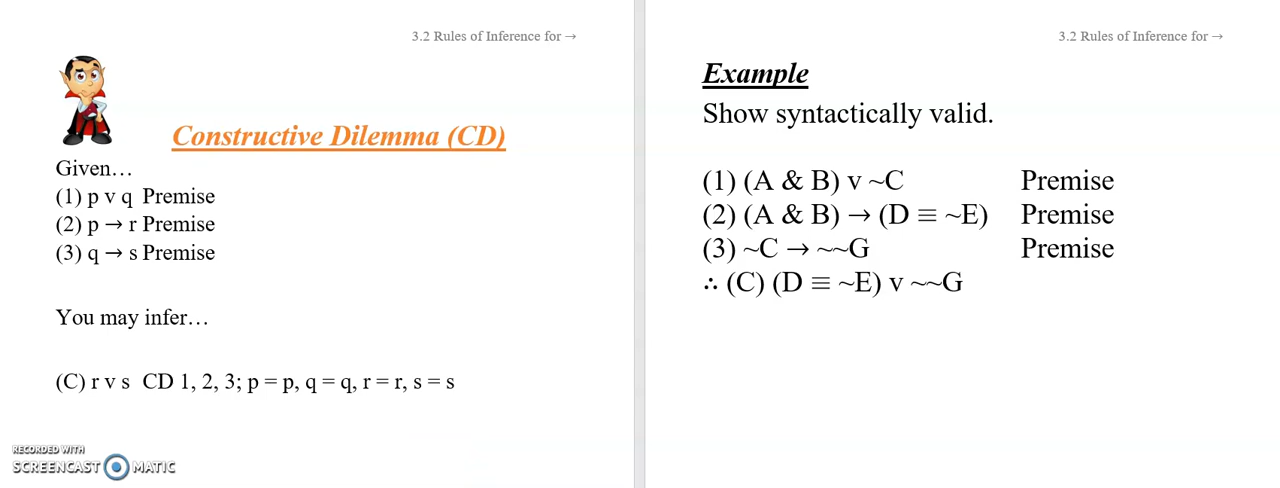 3.2 Rules of Inference for →
Constructive Dilemma (CD)
Given…
(1) p v q Premise
(2) p → r Premise
(3) q → s Premise
You may infer…
(C) r v s CD 1, 2, 3; p = p, q = q, r = r, s = s
RECORDED WITH
SCREENCAST MATIC
3.2 Rules of Inference for →
Example
Show syntactically valid.
(1) (A & B) v ~C Premise
(2) (A & B) → (D ≡ ~E) Premise
(3) ~C → ~~G Premise
∴ (C) (D ≡ ~E) v ~~G